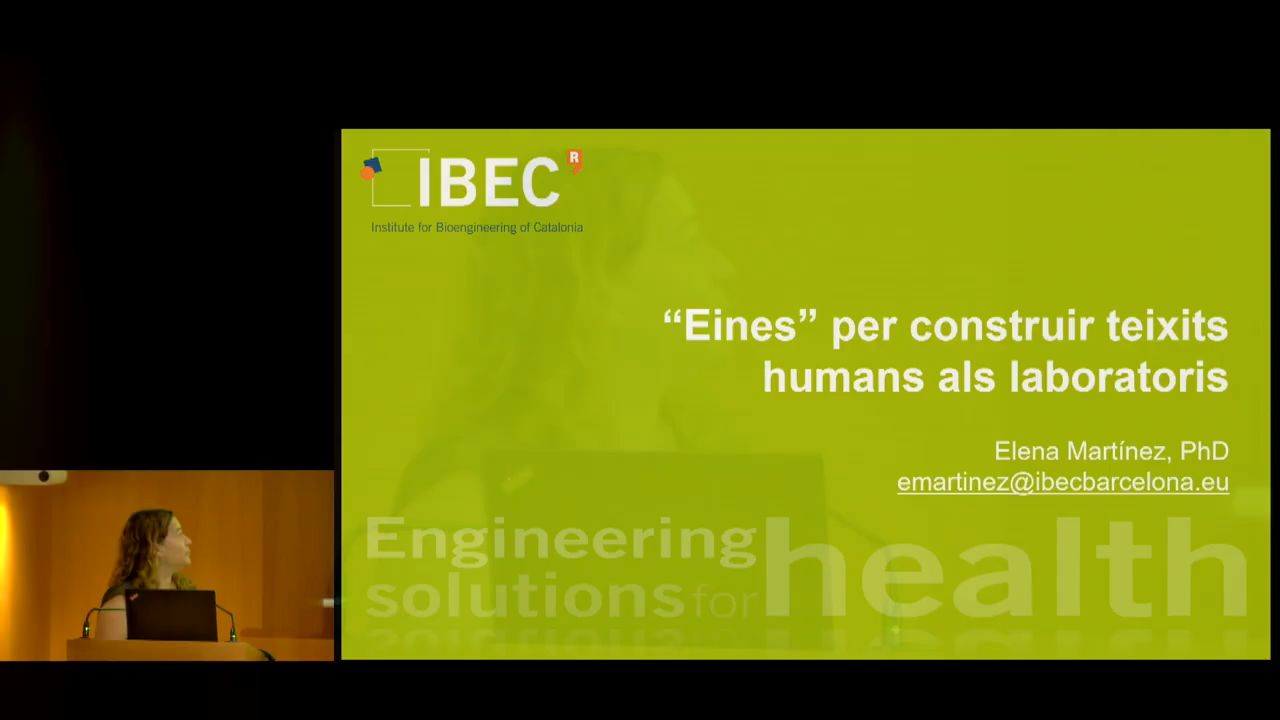 IBEC R
Institute for Bioengineering of Catalonia
“Eines” per construir teixits
humans als laboratoris
Elena Martínez, PhD
emartinez@ibecbarcelona.eu
Engineering
solutions for health